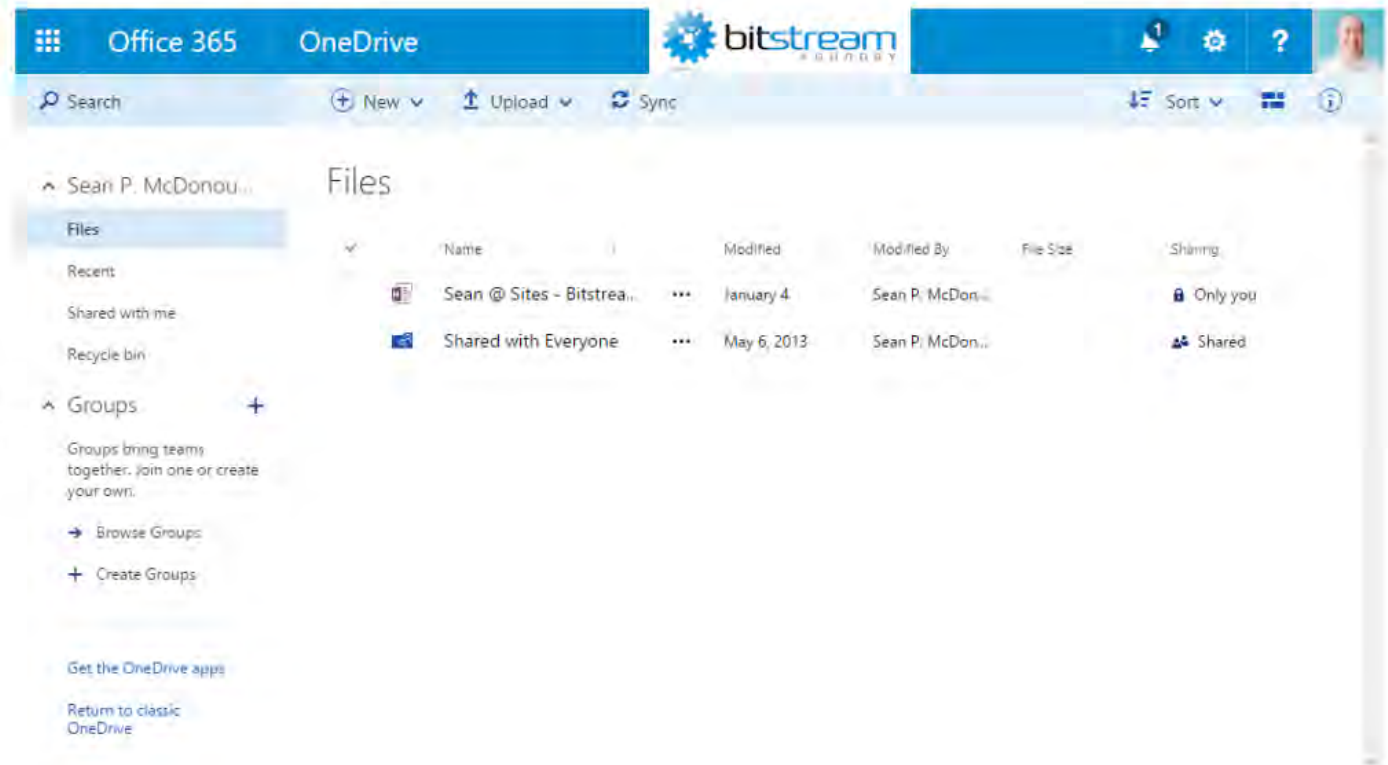 Office 365 OneDrive bitstream 1 ?
FOUNDRY
Search New Upload Sync Sort
Sean P. McDonou...
Files
Files
Recent
Shared with me
Recycle bin
Name Modified Modified By File Size Sharing
Sean @ Sites - Bitstrea... ••• January 4 Sean P. McDon... Only you
Shared with Everyone ••• May 6, 2013 Sean P. McDon... Shared
Groups +
Groups bring teams
together. Join one or create
your own.
Browse Groups
+ Create Groups
Get the OneDrive apps
Return to classic
OneDrive